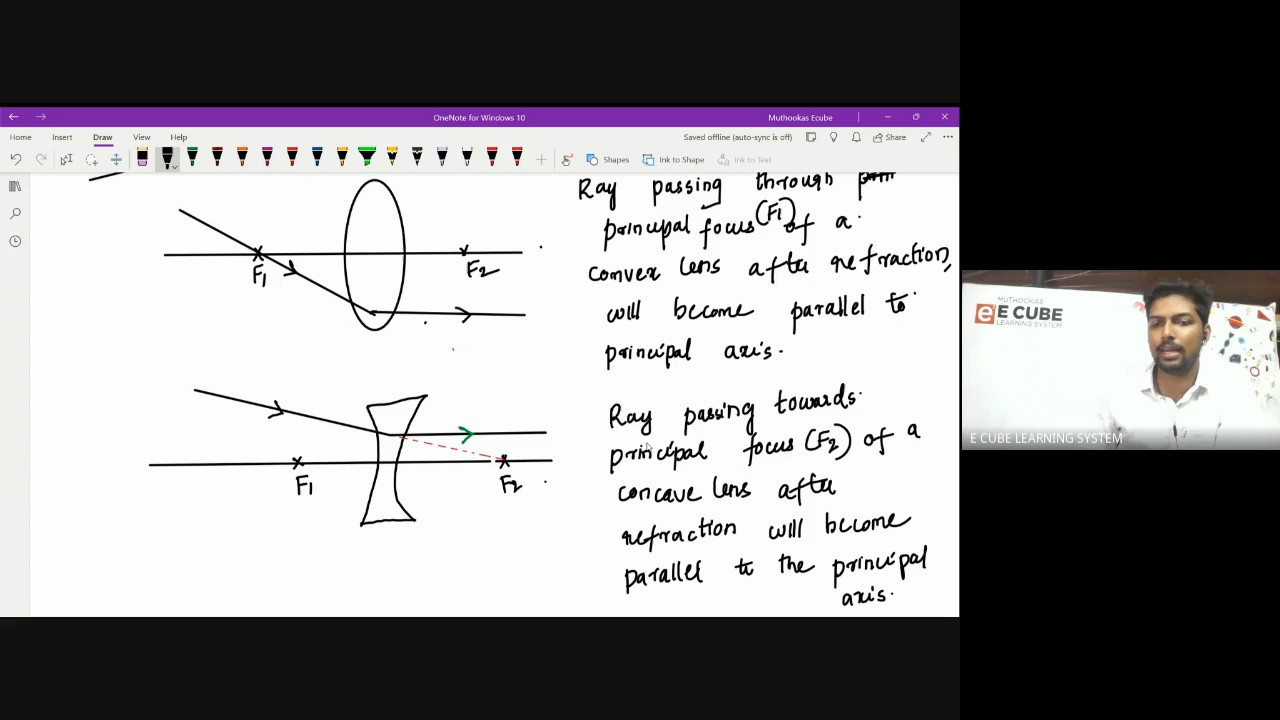 OneNote for Windows 10
Muthookas Ecube
Home Insert Draw View Help
Saved offline (auto-sync is off)
Share
Shapes
Ink to Shape
Ink to Text
Ray passing through
principal focus (F1) of a
convex lens after refraction,
will become parallel to
principal axis.
F1
F2
Ray passing towards
principal focus (F2) of a
concave lens after
refraction will become
parallel to the principal
axis.
F1
F2
MUTHOOKAS
E CUBE
LEARNING SYSTEM
E CUBE LEARNING SYSTEM